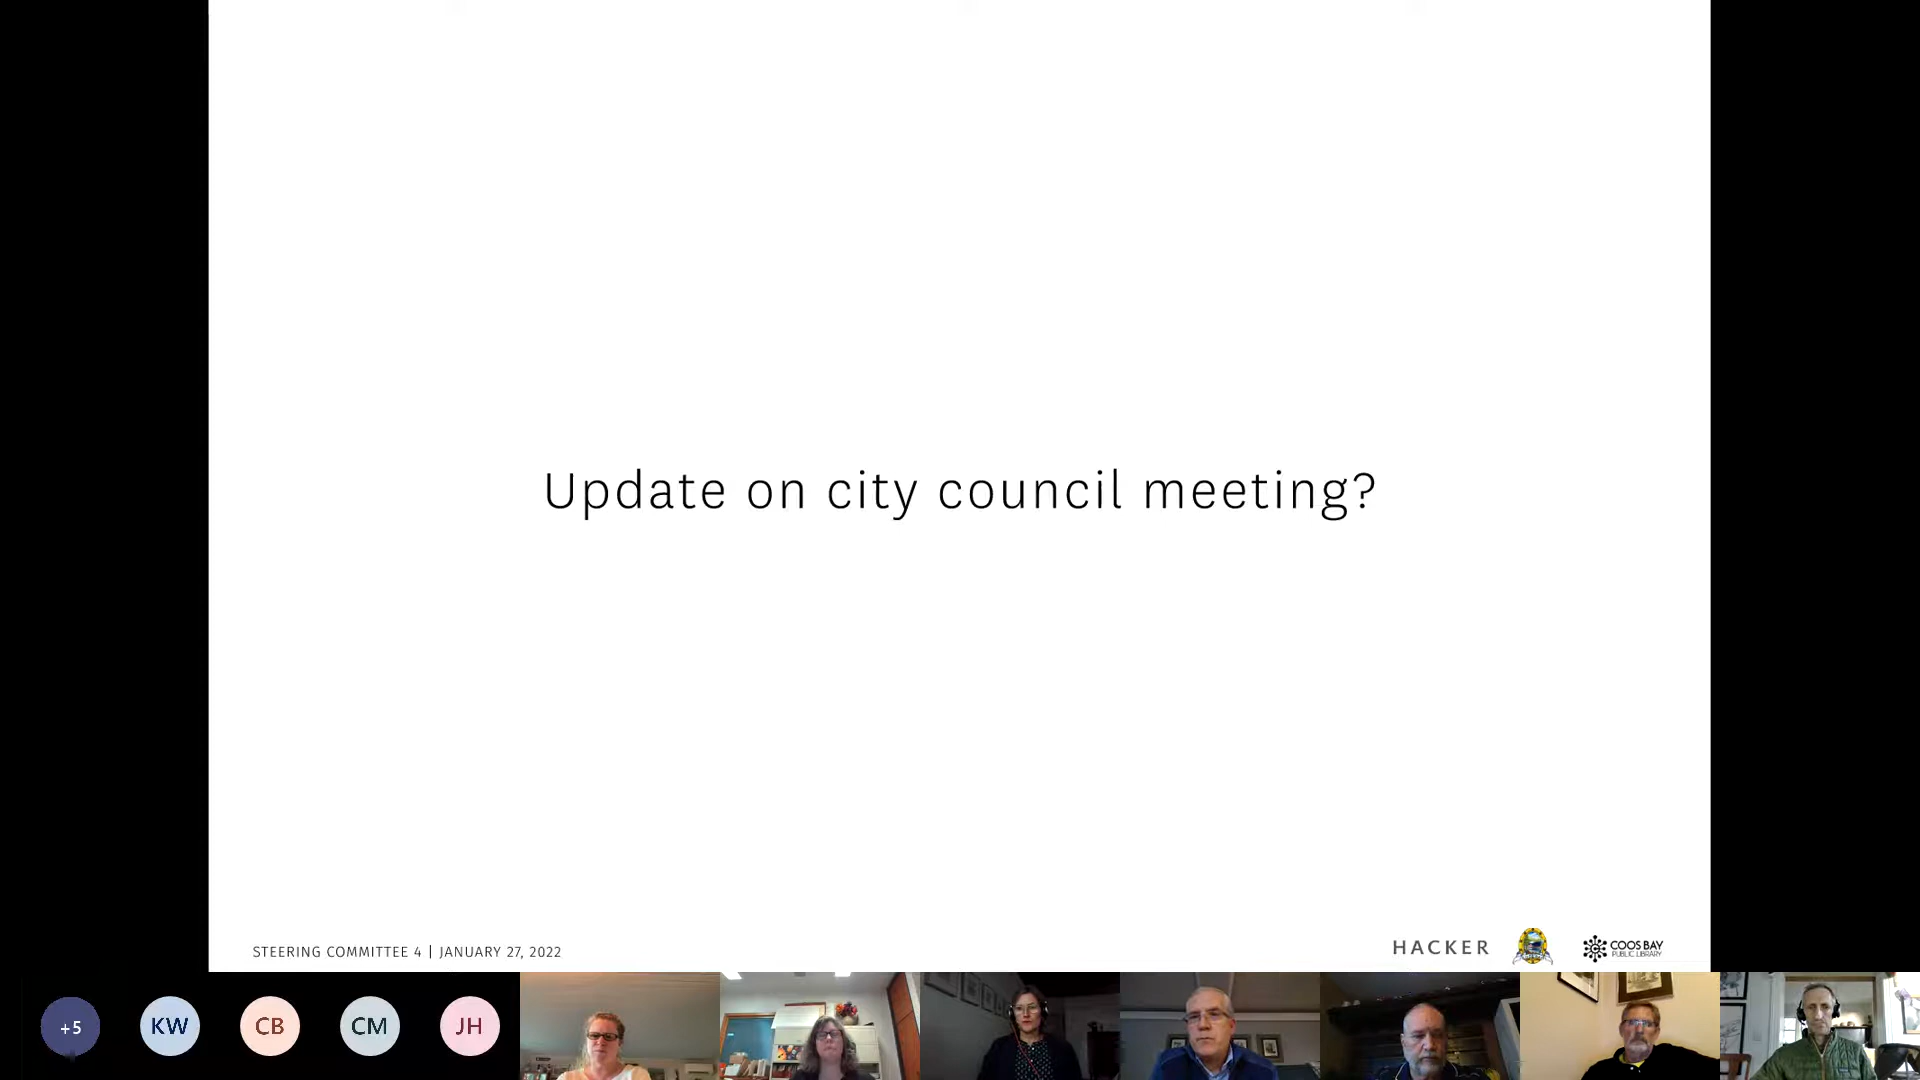 Update on city council meeting?
STEERING COMMITTEE 4 | JANUARY 27, 2022
HACKER
COOS BAY
PUBLIC LIBRARY
+5
KW
CB
CM
JH